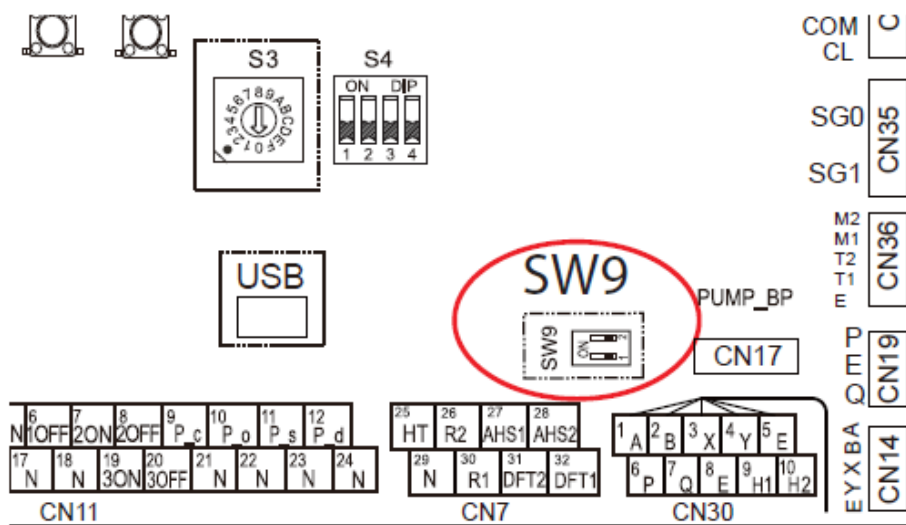 COM
CL
C
S3
456789ABCDEF0123
S4
ON DIP
1 2 3 4
SG0
SG1
CN35
M2
M1
T2
T1
E
CN36
USB
SW9
SW9
ON
1 2
PUMP_BP
CN17
P
E
Q
CN19
N 6 1OFF 7 2ON 8 2OFF 9 P_c 10 P_o 11 P_s 12 P_d
17 N 18 N 19 3ON 20 3OFF 21 N 22 N 23 N 24 N
CN11
25 HT 26 R2 27 AHS1 28 AHS2
29 N 30 R1 31 DFT2 32 DFT1
CN7
1 A 2 B 3 X 4 Y 5 E
6 P 7 Q 8 E 9 H1 10 H2
CN30
E Y X B A
CN14